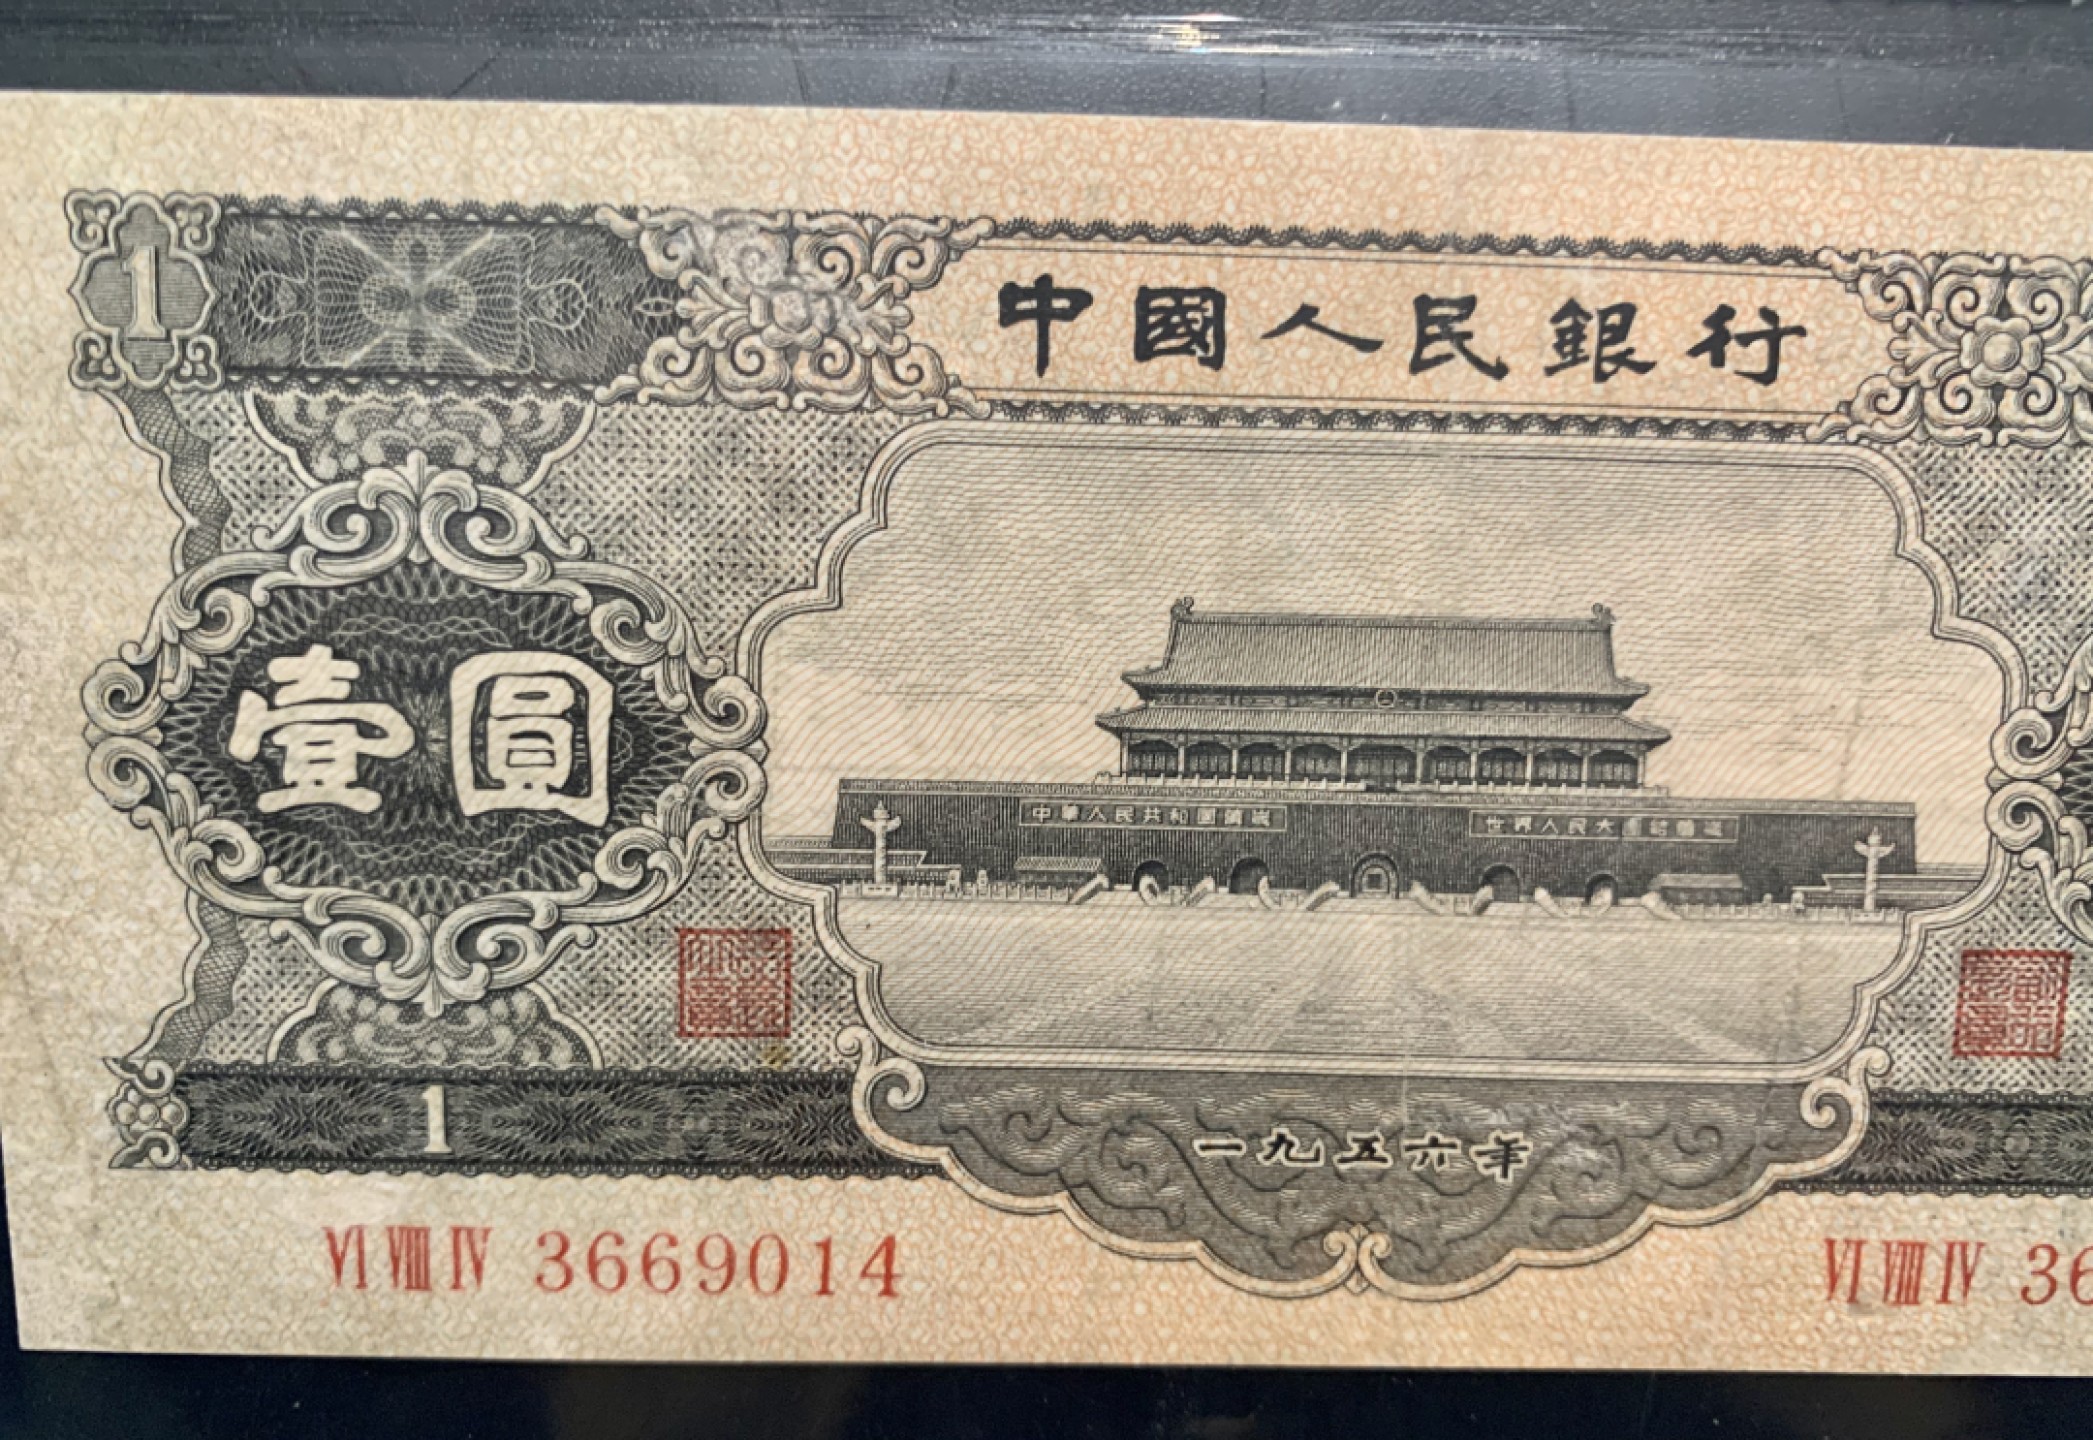 1
中國人民銀行
壹圓
中華人民共和國萬歲
世界人民大團結萬歲
1
一九五六年
VI VIII IV 3669014
VI VIII IV 36